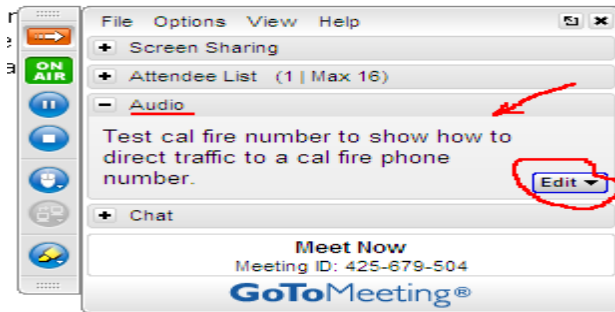 File Options View Help
Screen Sharing
ON AIR
Attendee List (1 | Max 16)
Audio
Test cal fire number to show how to
direct traffic to a cal fire phone
number.
Edit
Chat
Meet Now
Meeting ID: 425-679-504
GoToMeeting®